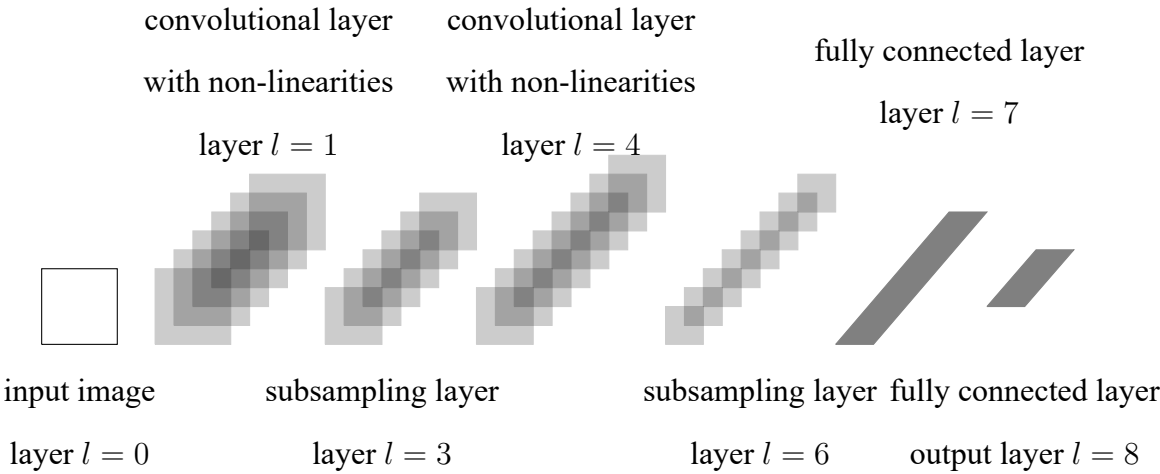 convolutional layer
with non-linearities
layer l = 1
convolutional layer
with non-linearities
layer l = 4
fully connected layer
layer l = 7
input image
layer l = 0
subsampling layer
layer l = 3
subsampling layer
layer l = 6
fully connected layer
output layer l = 8